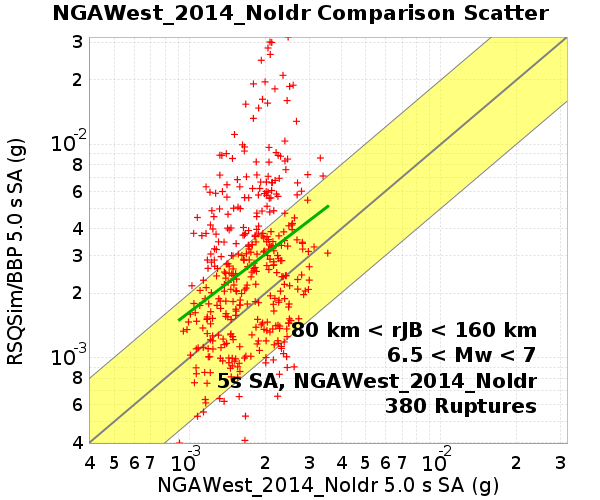 NGAWest_2014_NoIdr Comparison Scatter
3
2
10-2
8
6
4
3
2
10-3
8
6
4
RSQSim/BBP 5.0 s SA (g)
80 km < rJB < 160 km
6.5 < Mw < 7
5s SA, NGAWest_2014_NoIdr
380 Ruptures
4 5 6 7 10-3 2 3 4 5 6 7 10-2 2 3
NGAWest_2014_NoIdr 5.0 s SA (g)